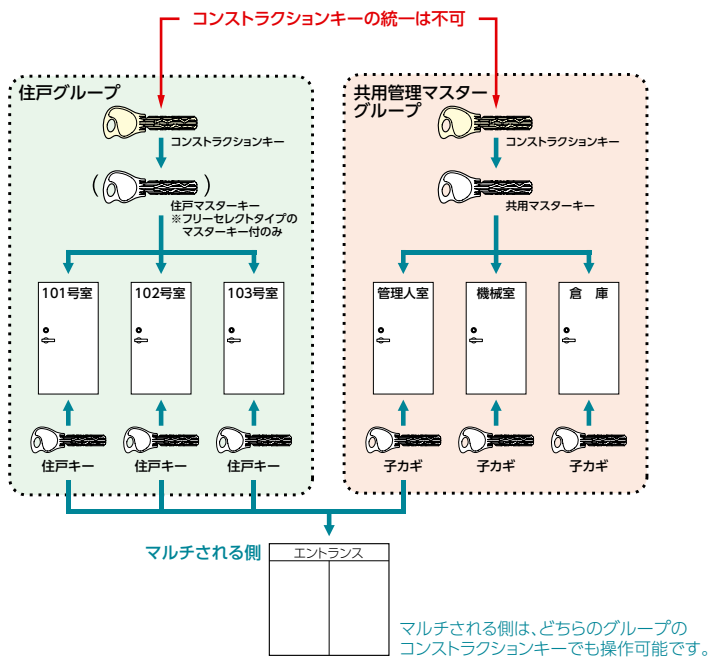 コンストラクションキーの統一は不可
住戸グループ
コンストラクションキー
( )
住戸マスターキー
※フリーセレクトタイプの
マスターキー付のみ
101号室
102号室
103号室
住戸キー
住戸キー
住戸キー
共用管理マスター
グループ
コンストラクションキー
共用マスターキー
管理人室
機械室
倉 庫
子カギ
子カギ
子カギ
マルチされる側
エントランス
マルチされる側は、どちらのグループの
コンストラクションキーでも操作可能です。